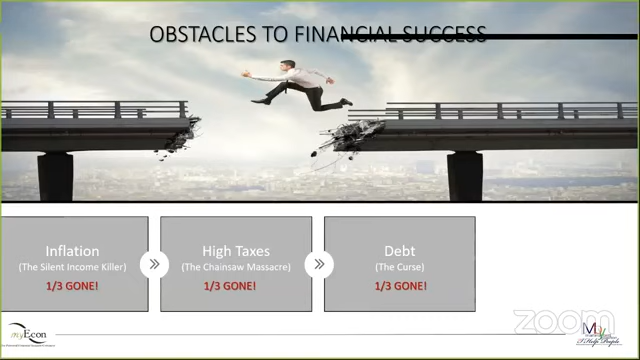 OBSTACLES TO FINANCIAL SUCCESS
Inflation
(The Silent Income Killer)
1/3 GONE!
High Taxes
(The Chainsaw Massacre)
1/3 GONE!
Debt
(The Curse)
1/3 GONE!
myEcon
zoom
I Help People